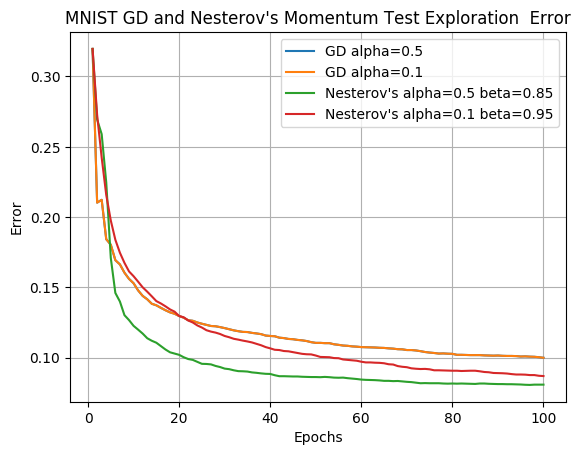 MNIST GD and Nesterov's Momentum Test Exploration  Error
GD alpha=0.5
GD alpha=0.1
Nesterov's alpha=0.5 beta=0.85
Nesterov's alpha=0.1 beta=0.95
Error
0.30
0.25
0.20
0.15
0.10
0 20 40 60 80 100
Epochs